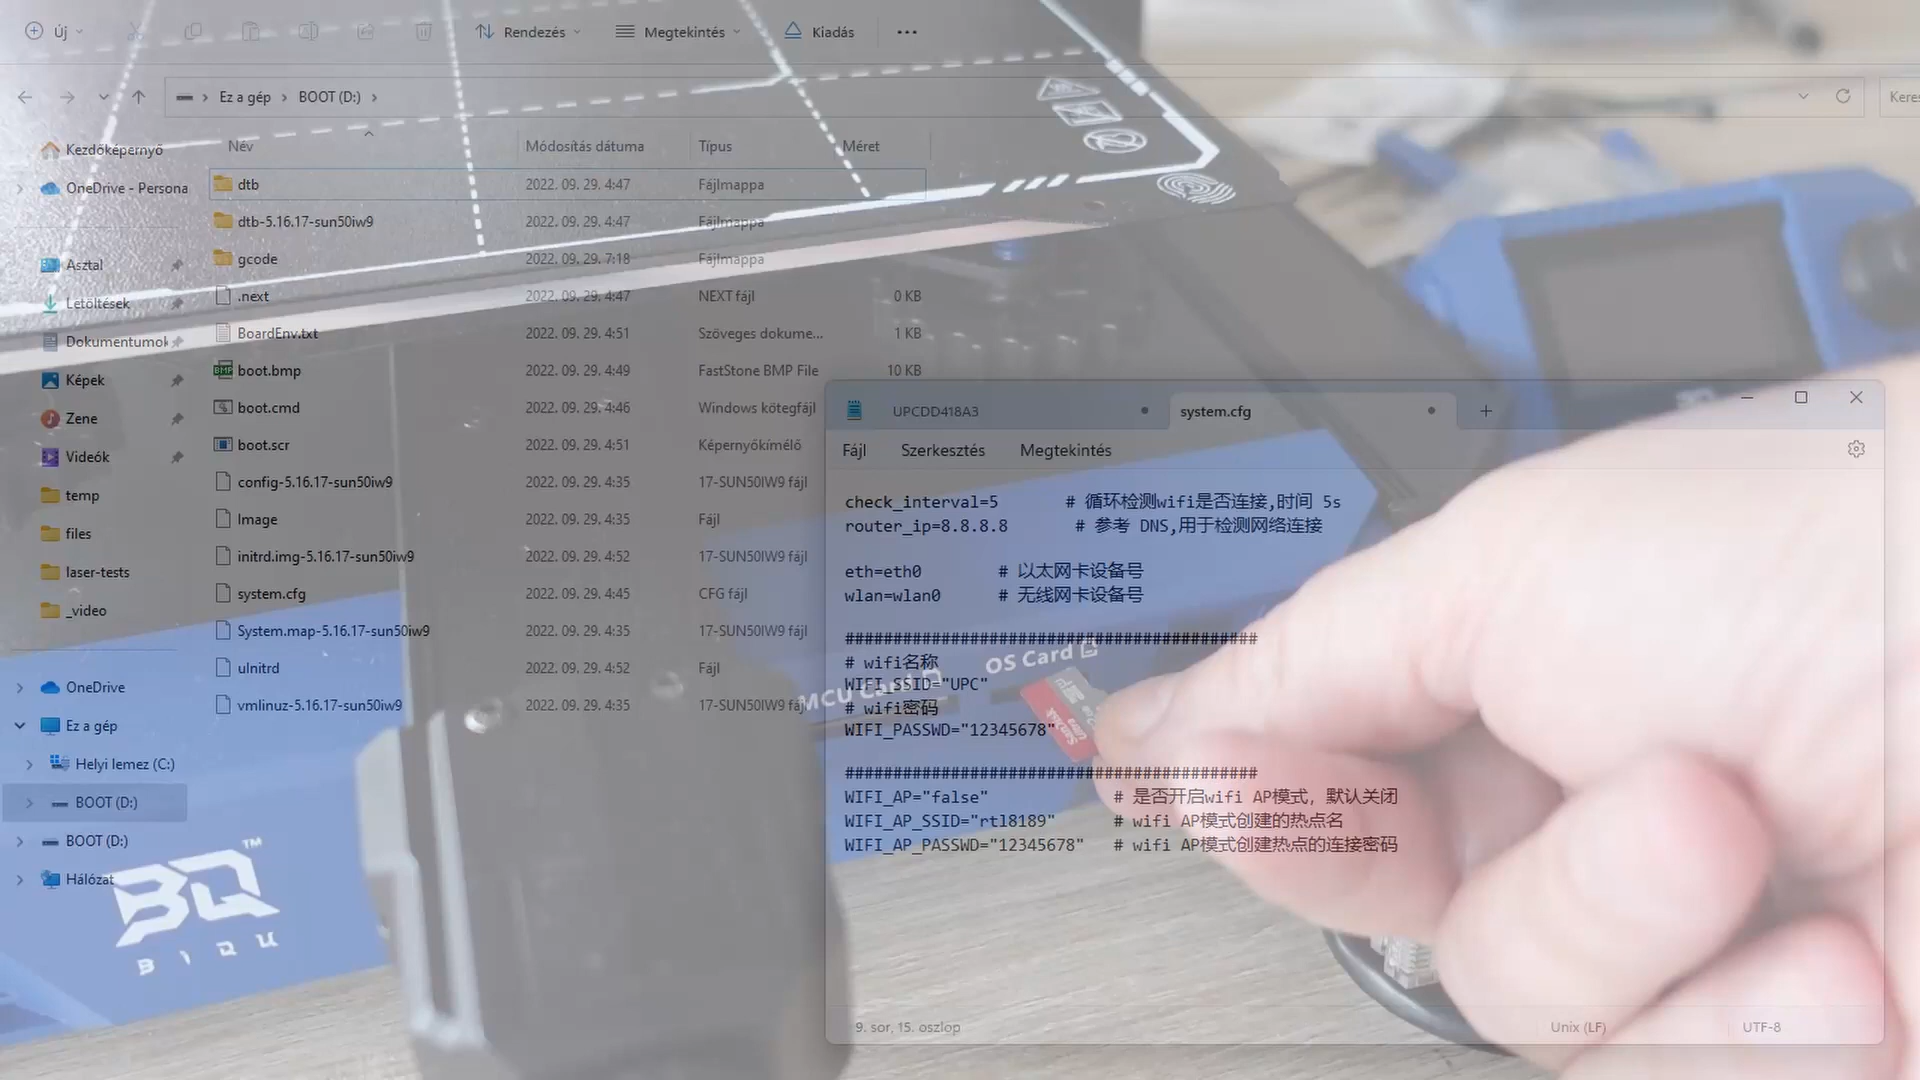 Új
Rendezés
Megtekintés
Kiadás
Ez a gép
BOOT (D:)
Név
Módosítás dátuma
Típus
Méret
Kezdőképernyő
OneDrive - Persona
Asztal
Letöltések
Dokumentumok
Képek
Zene
Videók
temp
files
laser-tests
_video
OneDrive
Ez a gép
Helyi lemez (C:)
BOOT (D:)
BOOT (D:)
Hálózat
dtb 2022. 09. 29. 4:47 Fájlmappa
dtb-5.16.17-sun50iw9 2022. 09. 29. 4:47 Fájlmappa
gcode 2022. 09. 29. 7:18 Fájlmappa
.next 2022. 09. 29. 4:47 NEXT fájl 0 KB
BoardEnv.txt 2022. 09. 29. 4:51 Szöveges dokume... 1 KB
boot.bmp 2022. 09. 29. 4:49 FastStone BMP File 10 KB
boot.cmd 2022. 09. 29. 4:46 Windows kötegfájl
boot.scr 2022. 09. 29. 4:51 Képernyőkímélő
config-5.16.17-sun50iw9 2022. 09. 29. 4:35 17-SUN50IW9 fájl
Image 2022. 09. 29. 4:35 Fájl
initrd.img-5.16.17-sun50iw9 2022. 09. 29. 4:52 17-SUN50IW9 fájl
system.cfg 2022. 09. 29. 4:45 CFG fájl
System.map-5.16.17-sun50iw9 2022. 09. 29. 4:35 17-SUN50IW9 fájl
uInitrd 2022. 09. 29. 4:52 Fájl
vmlinuz-5.16.17-sun50iw9 2022. 09. 29. 4:35 17-SUN50IW9 fájl
UPCDD418A3
system.cfg
Fájl Szerkesztés Megtekintés
check_interval=5 # 循环检测wifi是否连接,时间 5s
router_ip=8.8.8.8 # 参考 DNS,用于检测网络连接
eth=eth0 # 以太网卡设备号
wlan=wlan0 # 无线网卡设备号
###########################################
# wifi名称
WIFI_SSID="UPC"
# wifi密码
WIFI_PASSWD="12345678"
###########################################
WIFI_AP="false" # 是否开启wifi AP模式, 默认关闭
WIFI_AP_SSID="rtl8189" # wifi AP模式创建的热点名
WIFI_AP_PASSWD="12345678" # wifi AP模式创建热点的连接密码
9. sor, 15. oszlop
Unix (LF)
UTF-8
MCU Card
OS Card
SanDisk
Ultra
BQ™
BIQU